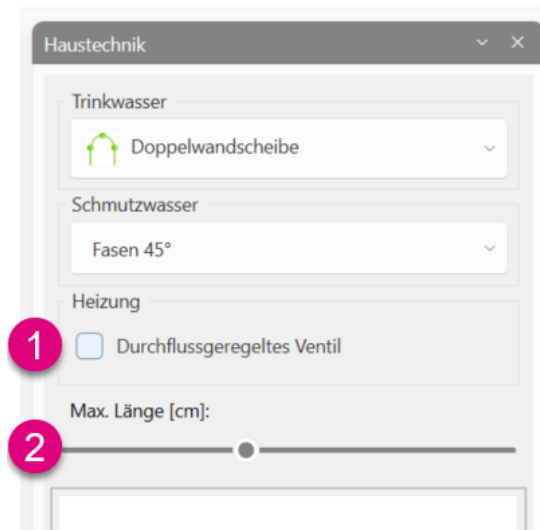 Haustechnik
Trinkwasser
Doppelwandscheibe
Schmutzwasser
Fasen 45°
Heizung
1 Durchflussgeregeltes Ventil
Max. Länge [cm]:
2